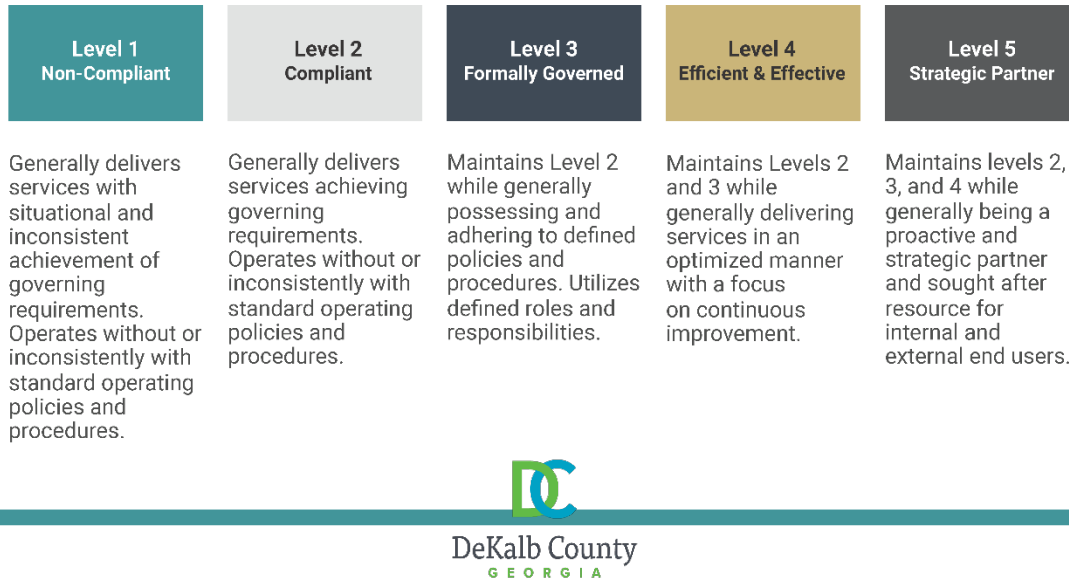 Level 1
Non-Compliant
Generally delivers
services with
situational and
inconsistent
achievement of
governing
requirements.
Operates without or
inconsistently with
standard operating
policies and
procedures.
Level 2
Compliant
Generally delivers
services achieving
governing
requirements.
Operates without or
inconsistently with
standard operating
policies and
procedures.
Level 3
Formally Governed
Maintains Level 2
while generally
possessing and
adhering to defined
policies and
procedures. Utilizes
defined roles and
responsibilities.
Level 4
Efficient & Effective
Maintains Levels 2
and 3 while
generally delivering
services in an
optimized manner
with a focus
on continuous
improvement.
Level 5
Strategic Partner
Maintains levels 2,
3, and 4 while
generally being a
proactive and
strategic partner
and sought after
resource for
internal and
external end users.
DC
DeKalb County
GEORGIA